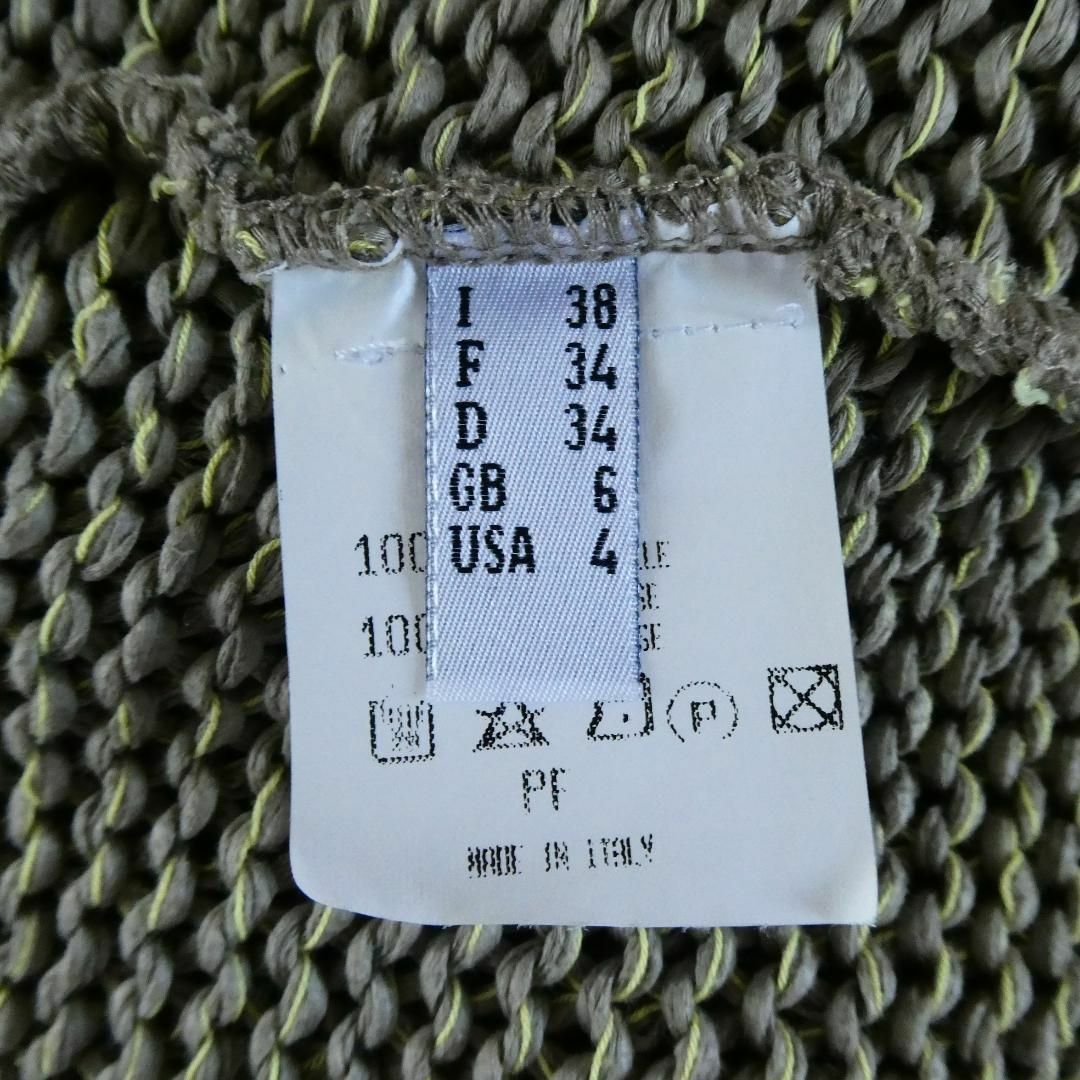 I 38
F 34
D 34
GB 6
USA 4
100
100
P
PF
MADE IN ITALY